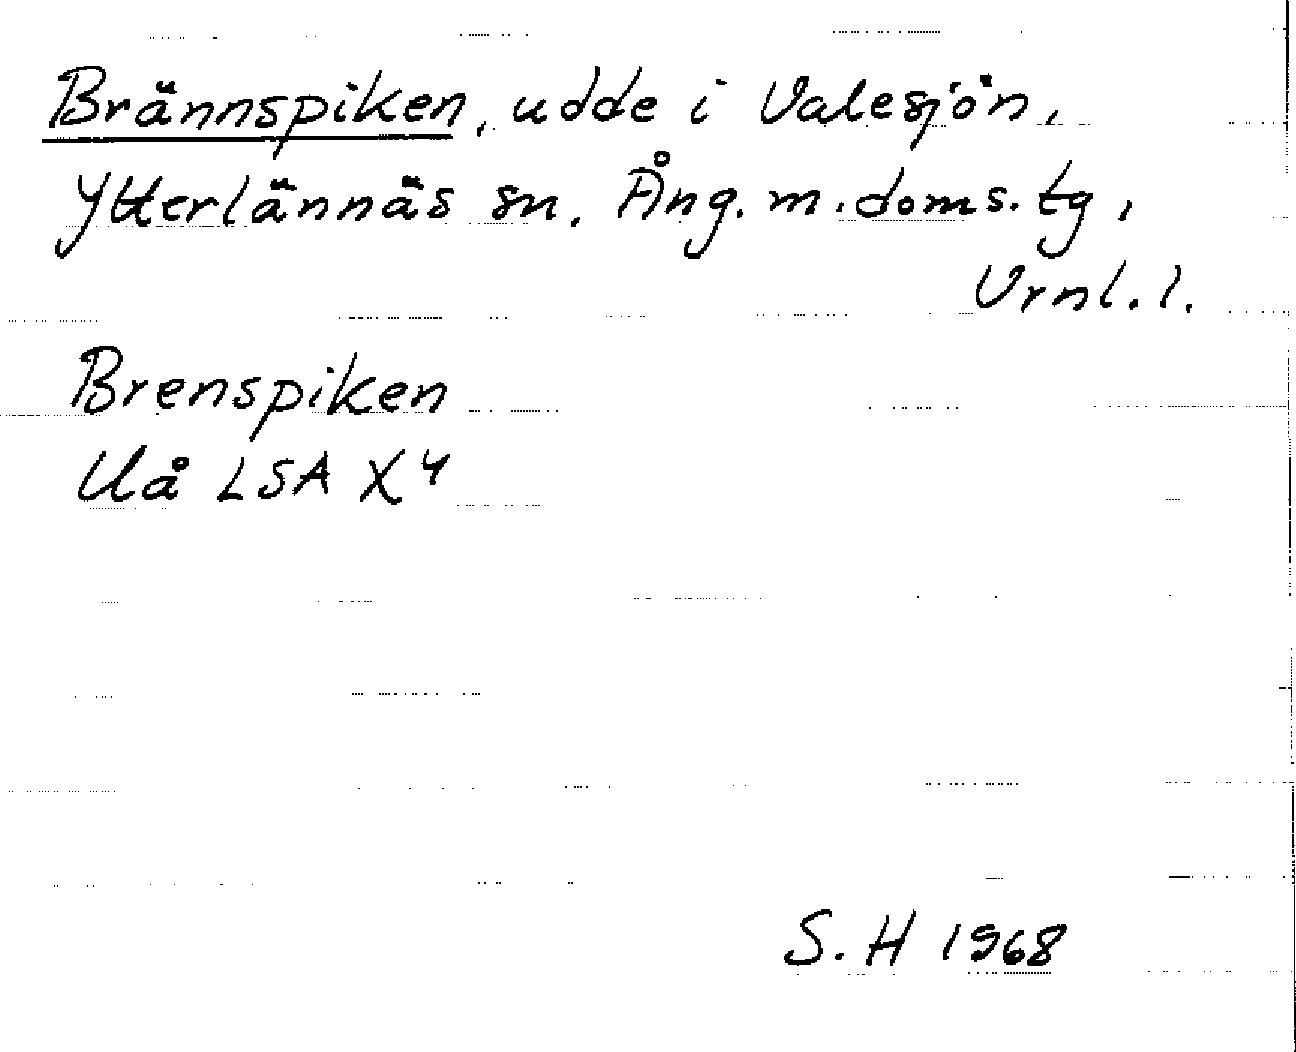 Brännspiken, udde i Valesjön,
Ytterlännäs sn. Ång. m. doms. tg,
Vrnl. l.
Brenspiken
Uå LSA X4
S. H 1968